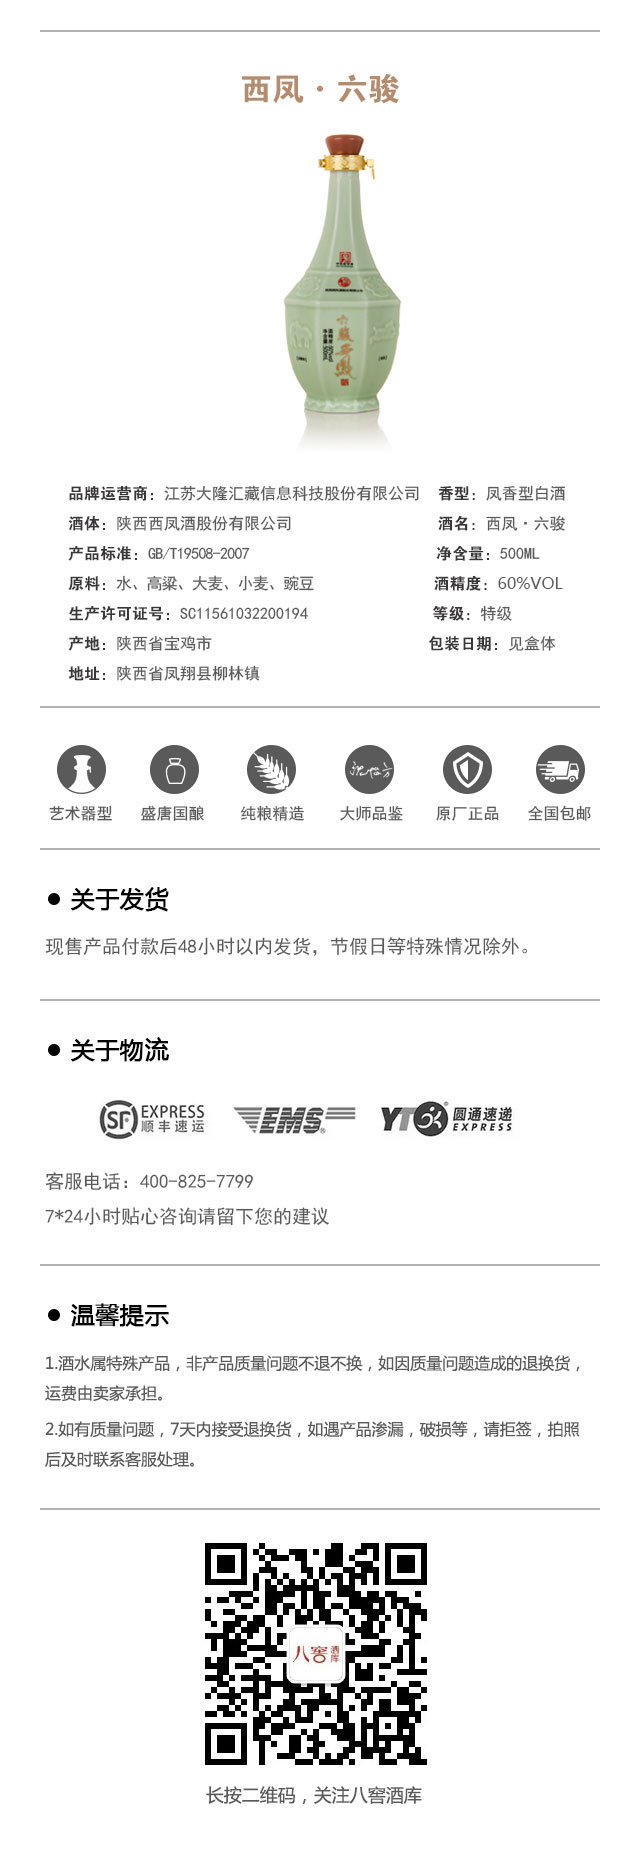 西凤·六骏
六骏
西凤
酒精度 60%vol
净含量 500mL
品牌运营商：江苏大隆汇藏信息科技股份有限公司 香型：凤香型白酒
酒体：陕西西凤酒股份有限公司 酒名：西凤·六骏
产品标准：GB/T19508-2007 净含量：500ML
原料：水、高粱、大麦、小麦、豌豆 酒精度：60%VOL
生产许可证号：SC11561032200194 等级：特级
产地：陕西省宝鸡市 包装日期：见盒体
地址：陕西省凤翔县柳林镇
艺术器型 盛唐国酿 纯粮精造 大师品鉴 原厂正品 全国包邮
● 关于发货
现售产品付款后48小时以内发货，节假日等特殊情况除外。
● 关于物流
SF EXPRESS 顺丰速运 EMS® YTO 圆通速递 EXPRESS
客服电话：400-825-7799
7*24小时贴心咨询请留下您的建议
● 温馨提示
1.酒水属特殊产品，非产品质量问题不退不换，如因质量问题造成的退换货，
运费由卖家承担。
2.如有质量问题，7天内接受退换货，如遇产品渗漏，破损等，请拒签，拍照
后及时联系客服处理。
八窖酒库
长按二维码，关注八窖酒库